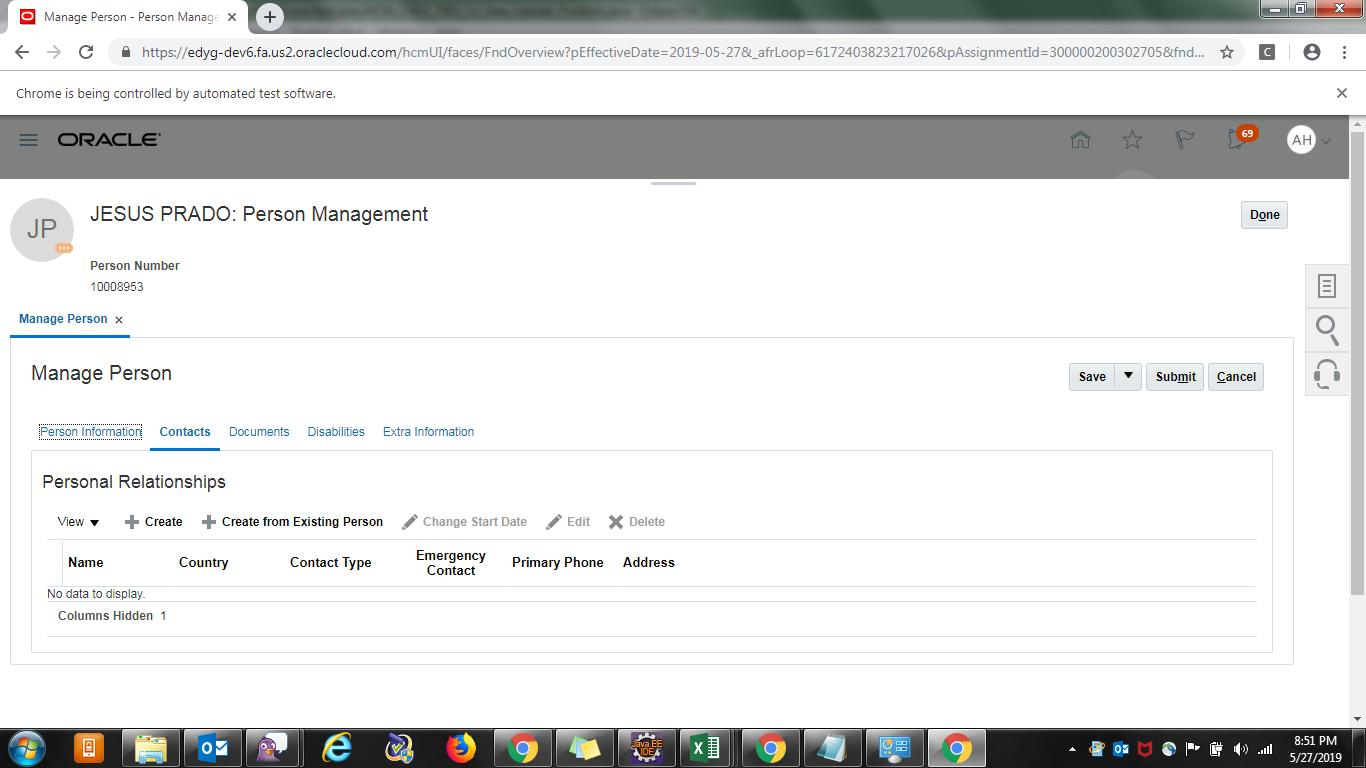 Manage Person - Person Manage
https://edyg-dev6.fa.us2.oraclecloud.com/hcmUI/faces/FndOverview?pEffectiveDate=2019-05-27&_afrLoop=6172403823217026&pAssignmentId=300000200302705&fnd...
C
Chrome is being controlled by automated test software.
ORACLE
69
AH
JP
JESUS PRADO: Person Management
Done
Person Number
10008953
Manage Person
Manage Person
Save
Submit
Cancel
Person Information
Contacts
Documents
Disabilities
Extra Information
Personal Relationships
View
Create
Create from Existing Person
Change Start Date
Edit
Delete
Name
Country
Contact Type
Emergency
Contact
Primary Phone
Address
No data to display.
Columns Hidden 1
Java EE
IDE
8:51 PM
5/27/2019